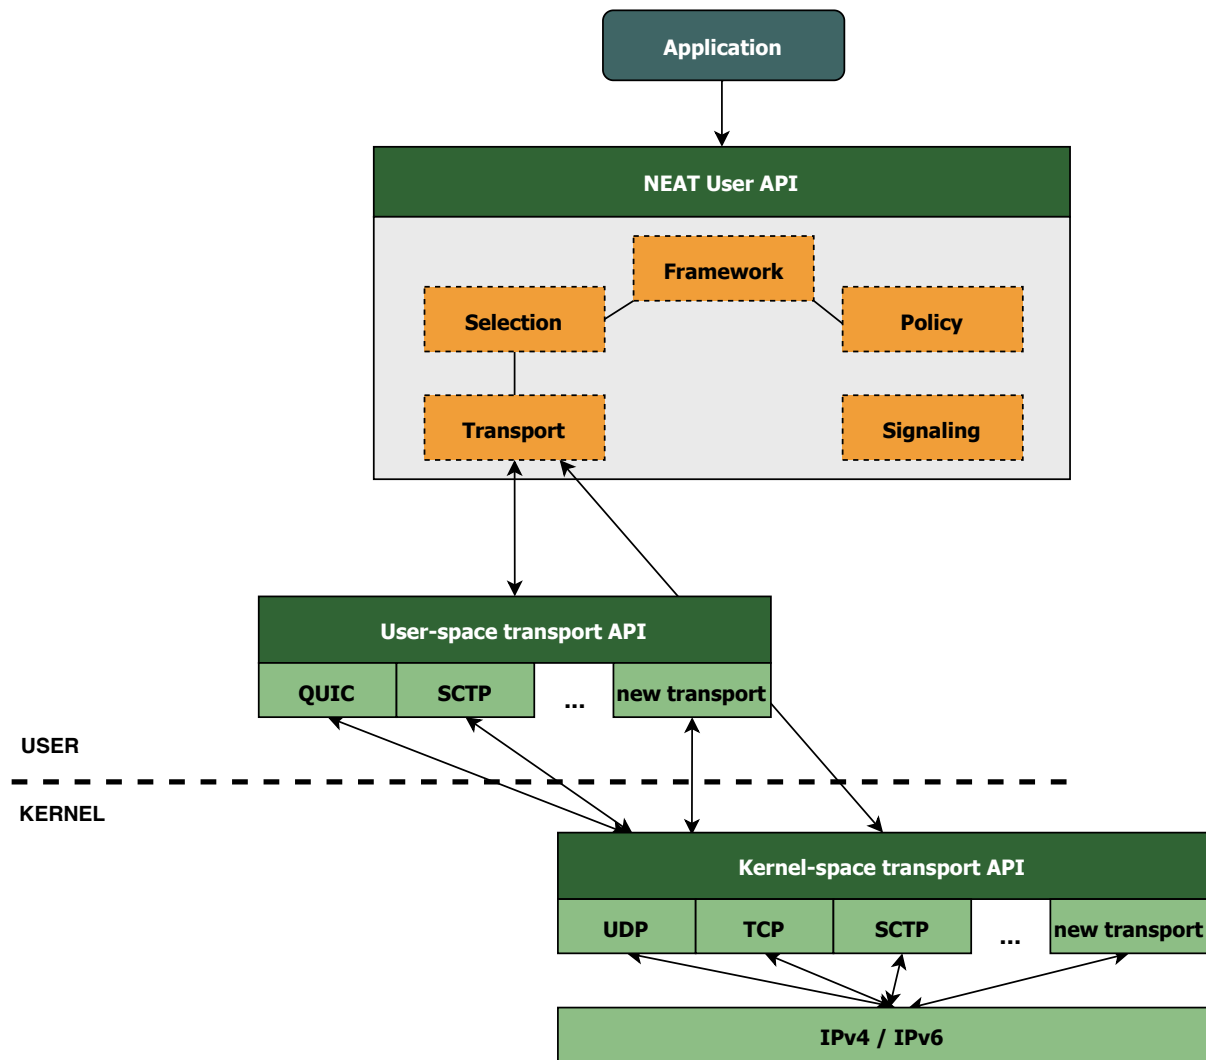 Application
NEAT User API
Framework
Selection
Policy
Transport
Signaling
User-space transport API
QUIC
SCTP
...
new transport
USER
KERNEL
Kernel-space transport API
UDP
TCP
SCTP
...
new transport
IPv4 / IPv6